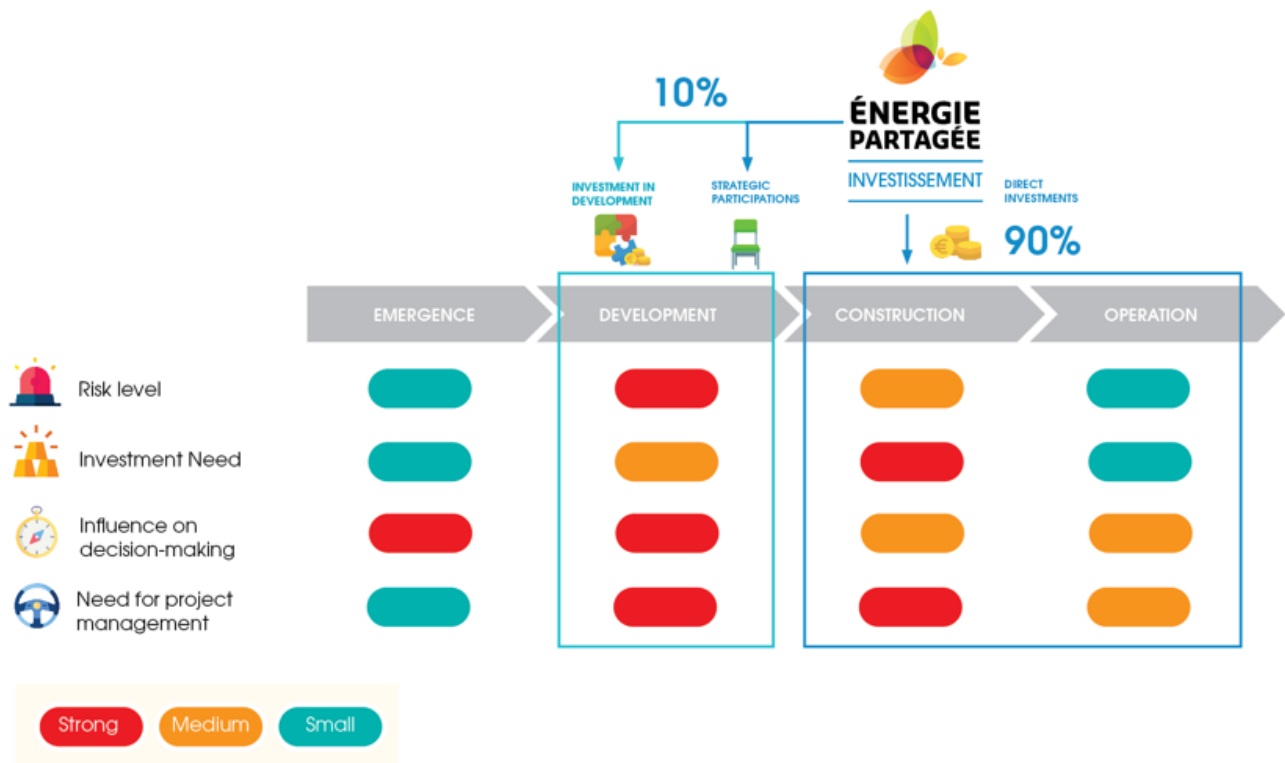 10%
ÉNERGIE
PARTAGÉE
INVESTISSEMENT
INVESTMENT IN
DEVELOPMENT
STRATEGIC
PARTICIPATIONS
DIRECT
INVESTMENTS
90%
EMERGENCE
DEVELOPMENT
CONSTRUCTION
OPERATION
Risk level
Investment Need
Influence on
decision-making
Need for project
management
Strong
Medium
Small